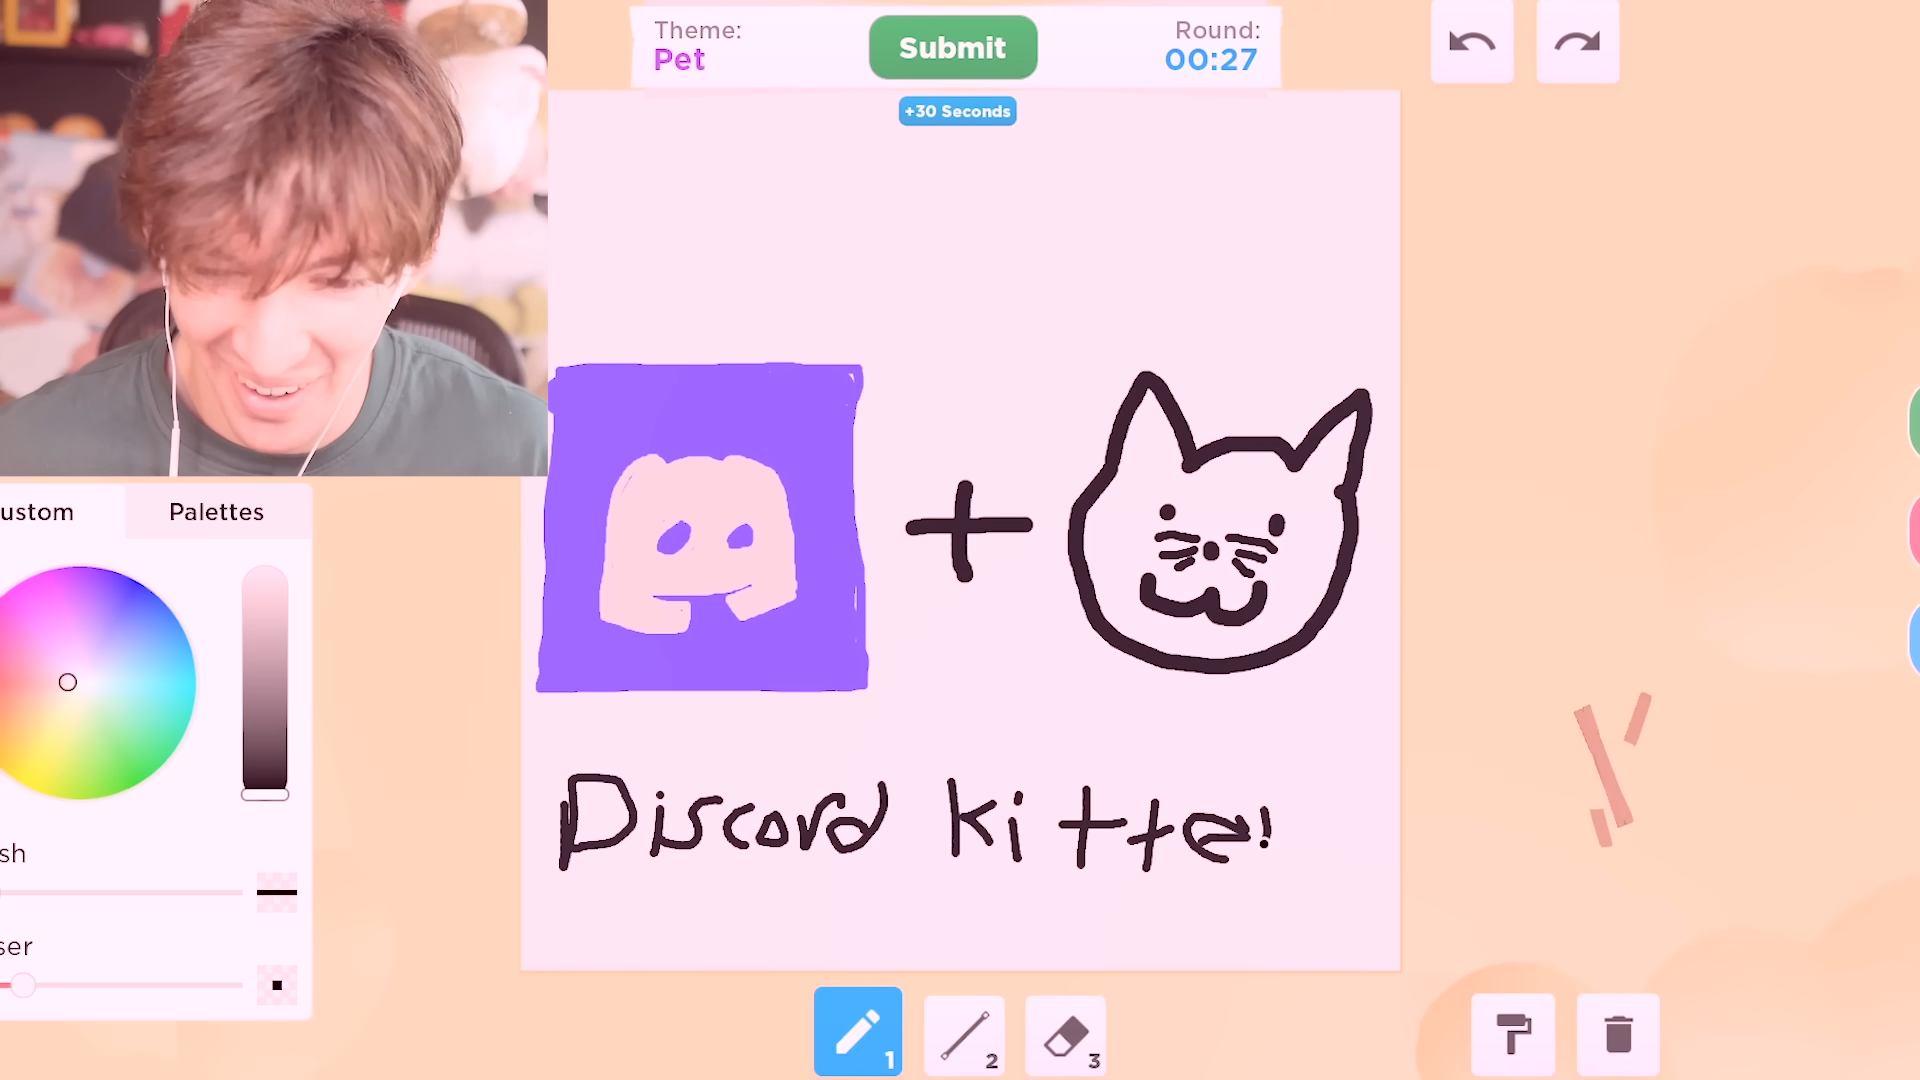 Theme:
Pet
Submit
Round:
00:27
+30 Seconds
ustom
Palettes
sh
ser
Discord kitte!
1
2
3